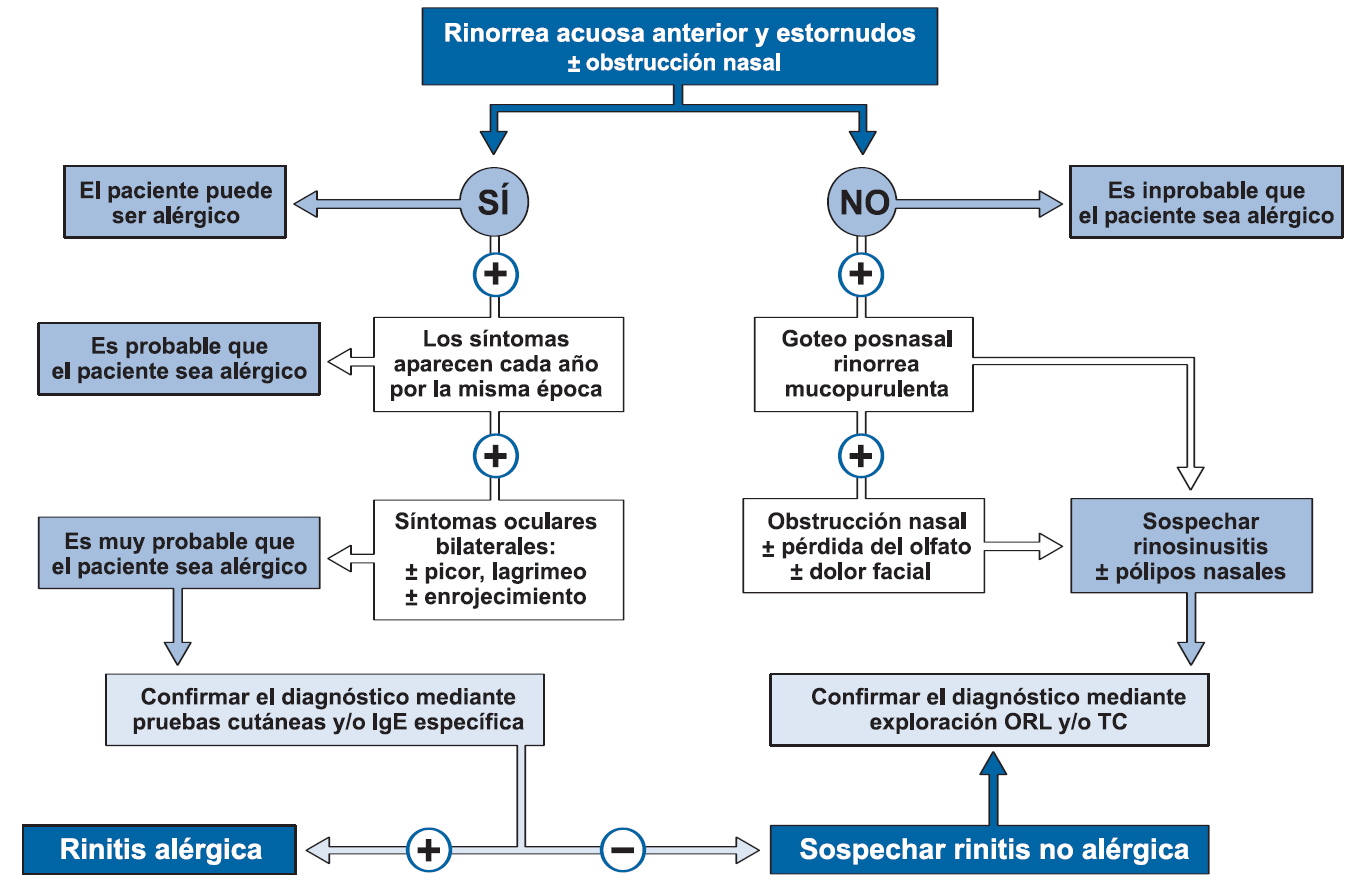 Rinorrea acuosa anterior y estornudos
± obstrucción nasal
El paciente puede
ser alérgico
SÍ
NO
Es inprobable que
el paciente sea alérgico
+
+
Es probable que
el paciente sea alérgico
Los síntomas
aparecen cada año
por la misma época
Goteo posnasal
rinorrea
mucopurulenta
+
+
Es muy probable que
el paciente sea alérgico
Síntomas oculares
bilaterales:
± picor, lagrimeo
± enrojecimiento
Obstrucción nasal
± pérdida del olfato
± dolor facial
Sospechar
rinosinusitis
± pólipos nasales
Confirmar el diagnóstico mediante
pruebas cutáneas y/o IgE específica
Confirmar el diagnóstico mediante
exploración ORL y/o TC
Rinitis alérgica
+
−
Sospechar rinitis no alérgica